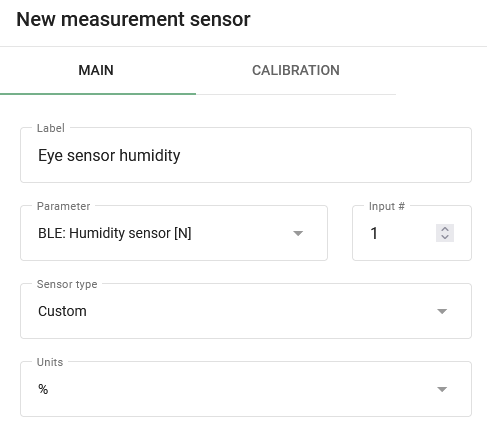 New measurement sensor
MAIN CALIBRATION
Label
Eye sensor humidity
Parameter Input #
BLE: Humidity sensor [N] 1
Sensor type
Custom
Units
%